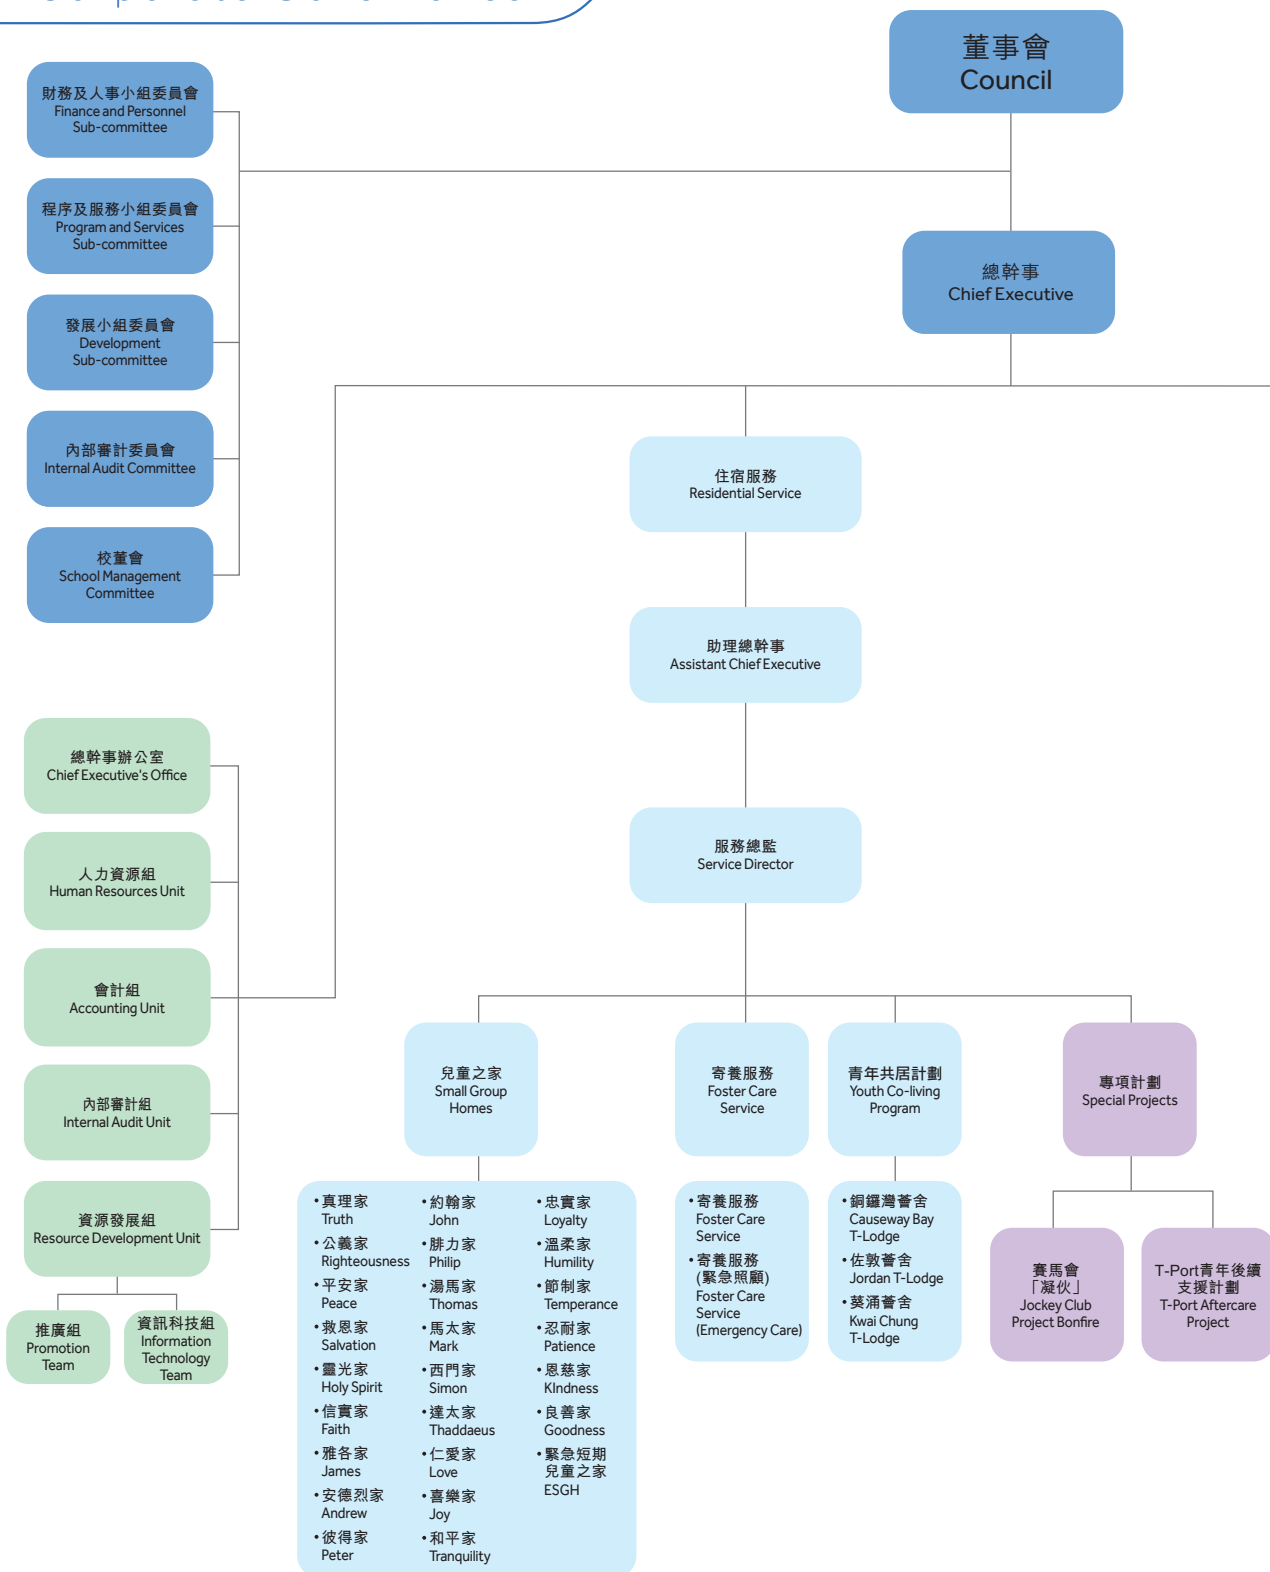 董事會
Council
財務及人事小組委員會
Finance and Personnel
Sub-committee
程序及服務小組委員會
Program and Services
Sub-committee
發展小組委員會
Development
Sub-committee
內部審計委員會
Internal Audit Committee
校董會
School Management
Committee
總幹事
Chief Executive
住宿服務
Residential Service
助理總幹事
Assistant Chief Executive
服務總監
Service Director
總幹事辦公室
Chief Executive's Office
人力資源組
Human Resources Unit
會計組
Accounting Unit
內部審計組
Internal Audit Unit
資源發展組
Resource Development Unit
推廣組
Promotion
Team
資訊科技組
Information
Technology
Team
兒童之家
Small Group
Homes
寄養服務
Foster Care
Service
青年共居計劃
Youth Co-living
Program
專項計劃
Special Projects
•真理家
Truth
•公義家
Righteousness
•平安家
Peace
•救恩家
Salvation
•靈光家
Holy Spirit
•信實家
Faith
•雅各家
James
•安德烈家
Andrew
•彼得家
Peter
•約翰家
John
•腓力家
Philip
•湯馬家
Thomas
•馬太家
Mark
•西門家
Simon
•達太家
Thaddaeus
•仁愛家
Love
•喜樂家
Joy
•和平家
Tranquility
•忠實家
Loyalty
•溫柔家
Humility
•節制家
Temperance
•忍耐家
Patience
•恩慈家
KIndness
•良善家
Goodness
•緊急短期
兒童之家
ESGH
•寄養服務
Foster Care
Service
•寄養服務
(緊急照顧)
Foster Care
Service
(Emergency Care)
•銅鑼灣薈舍
Causeway Bay
T-Lodge
•佐敦薈舍
Jordan T-Lodge
•葵涌薈舍
Kwai Chung
T-Lodge
賽馬會
「凝伙」
Jockey Club
Project Bonfire
T-Port青年後續
支援計劃
T-Port Aftercare
Project